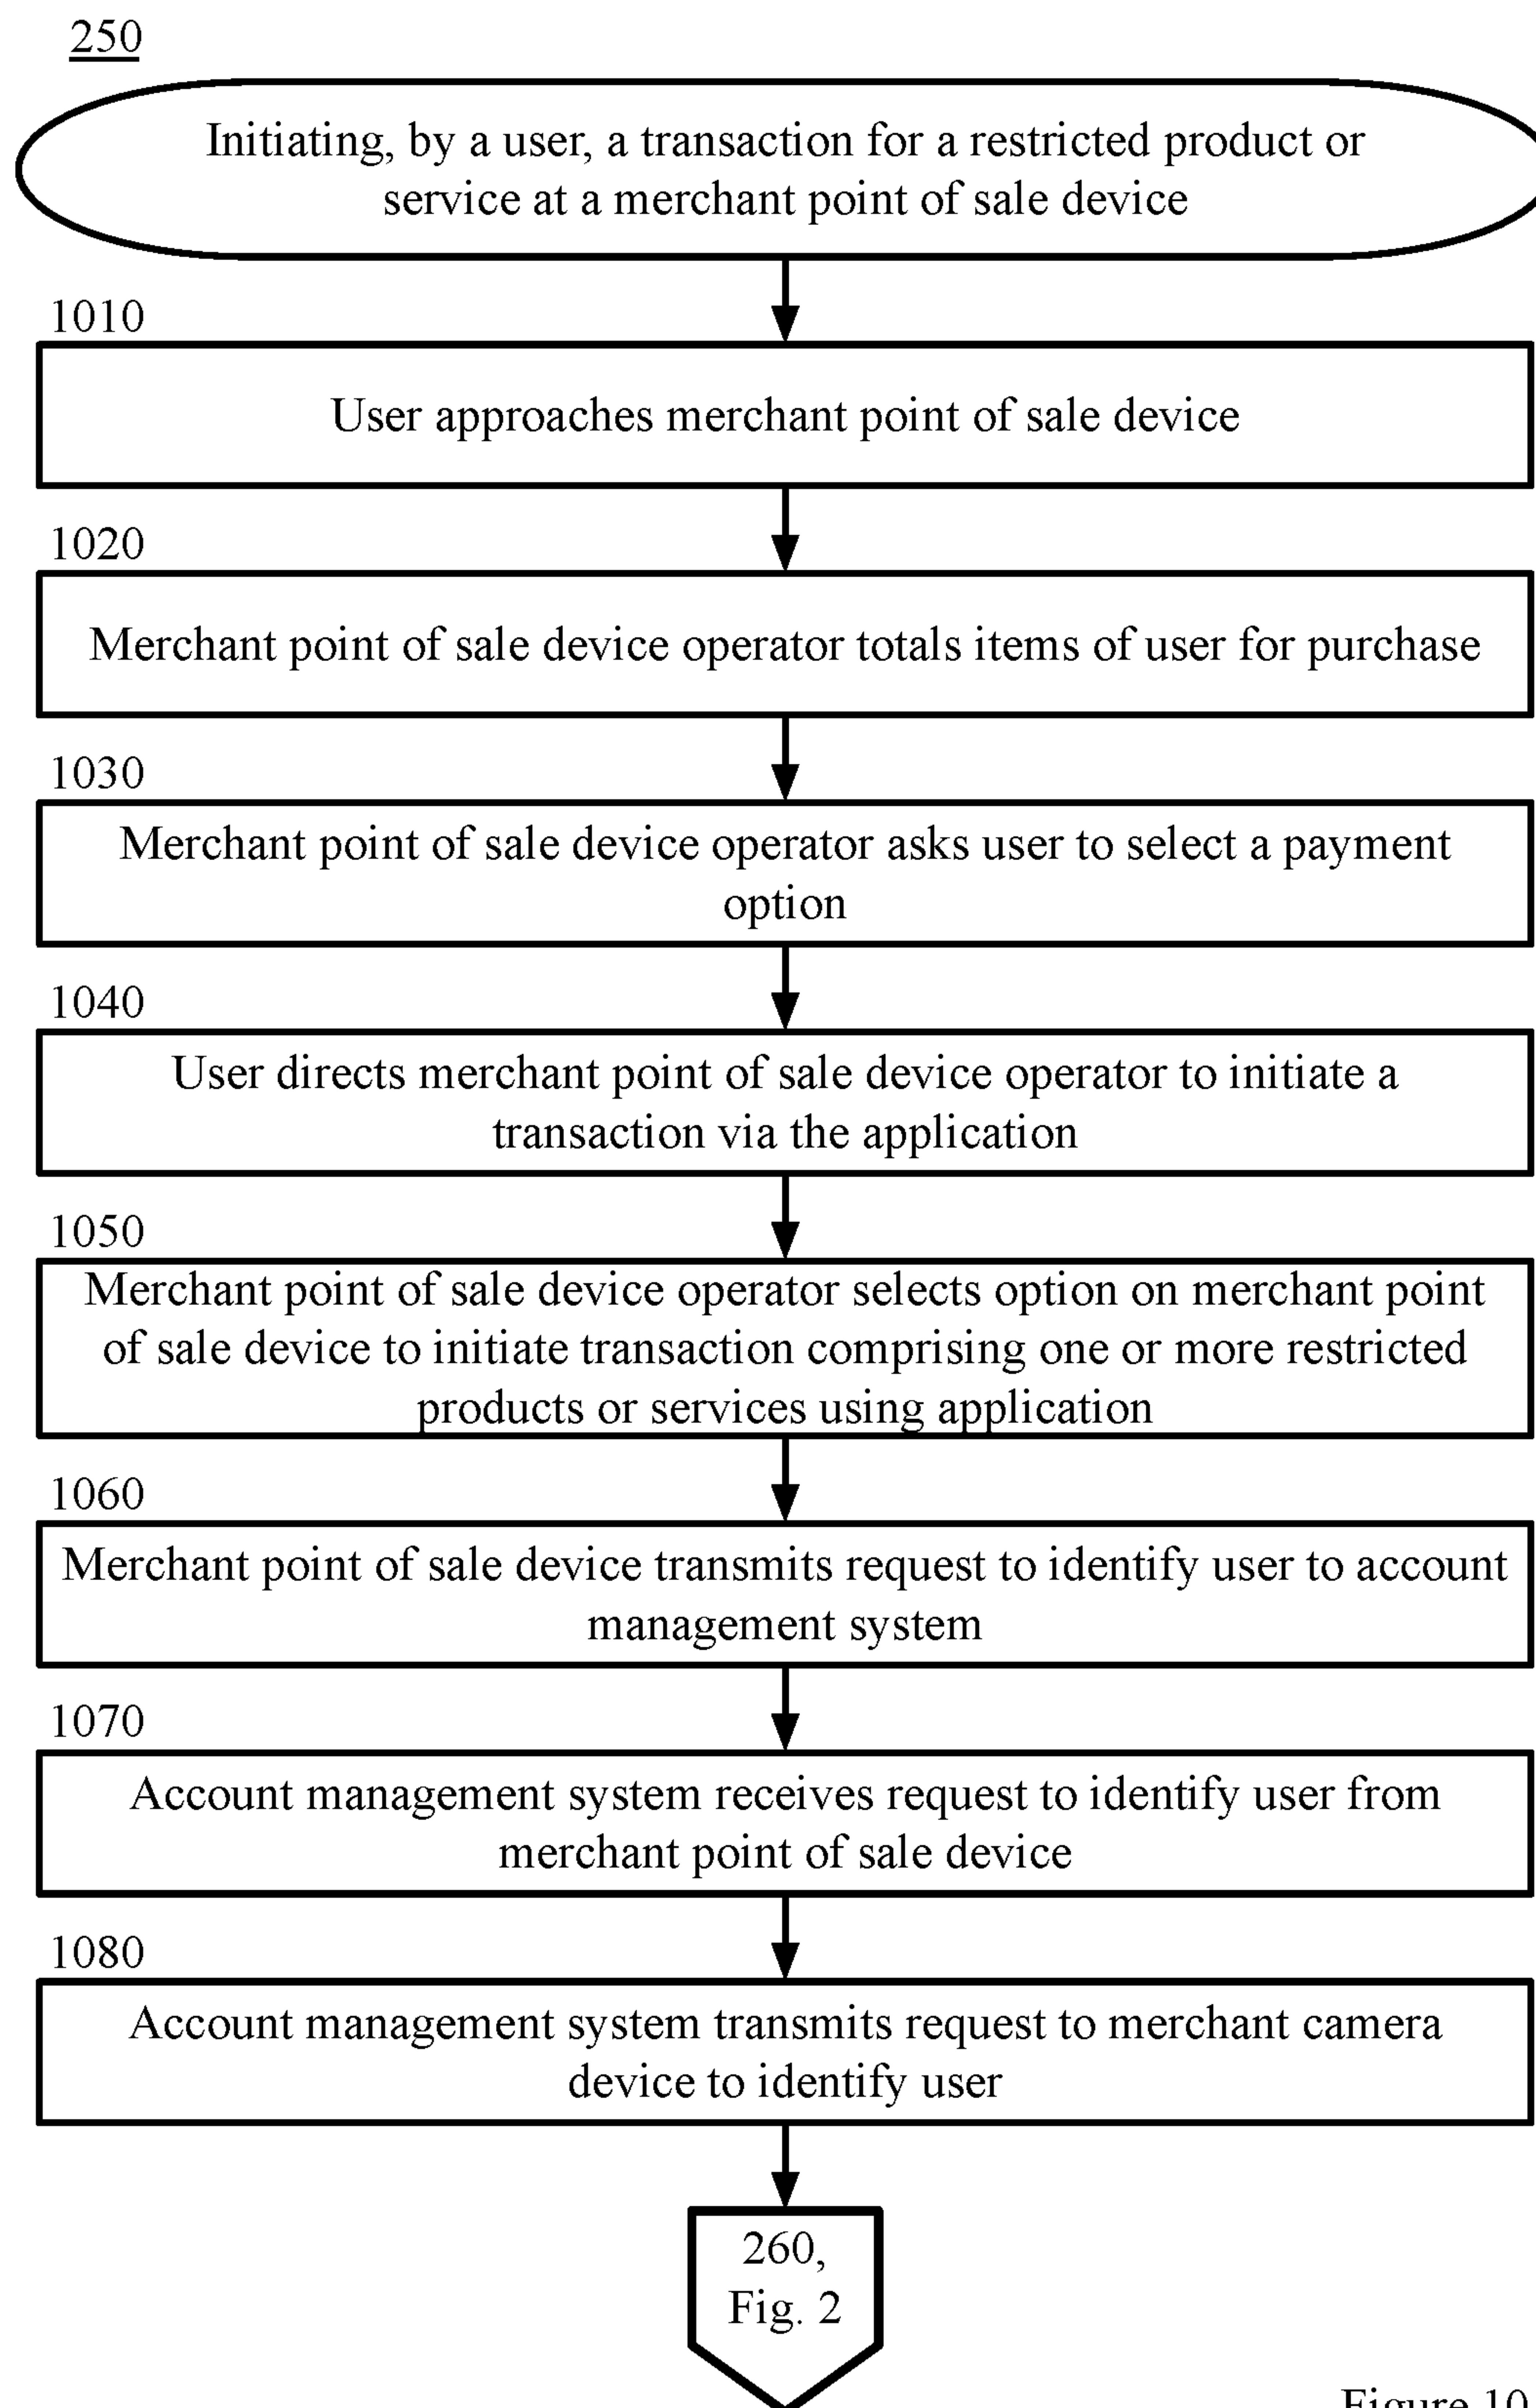 250
Initiating, by a user, a transaction for a restricted product or
service at a merchant point of sale device
1010
User approaches merchant point of sale device
1020
Merchant point of sale device operator totals items of user for purchase
1030
Merchant point of sale device operator asks user to select a payment
option
1040
User directs merchant point of sale device operator to initiate a
transaction via the application
1050
Merchant point of sale device operator selects option on merchant point
of sale device to initiate transaction comprising one or more restricted
products or services using application
1060
Merchant point of sale device transmits request to identify user to account
management system
1070
Account management system receives request to identify user from
merchant point of sale device
1080
Account management system transmits request to merchant camera
device to identify user
260,
Fig. 2
Figure 10